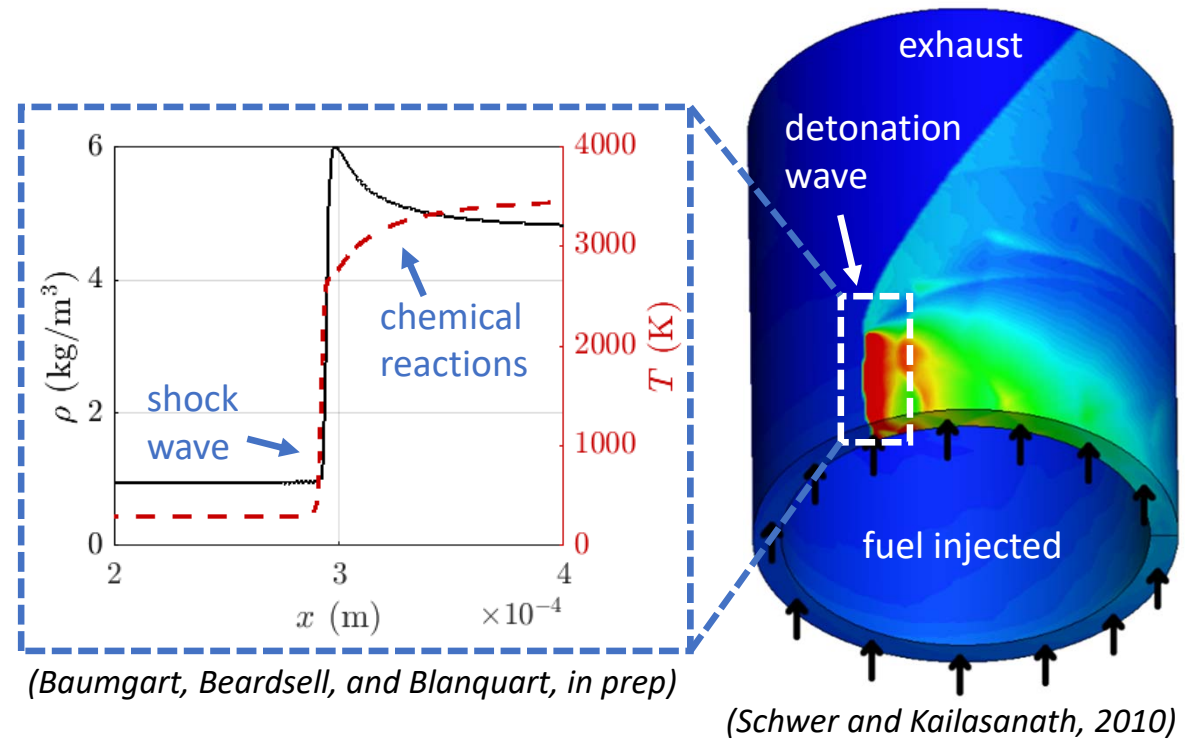 exhaust
detonation
wave
6
4
2
0
ρ (kg/m³)
4000
3000
2000
1000
0
T (K)
shock
wave
chemical
reactions
2
3
4
x (m)
×10⁻⁴
fuel injected
(Baumgart, Beardsell, and Blanquart, in prep)
(Schwer and Kailasanath, 2010)